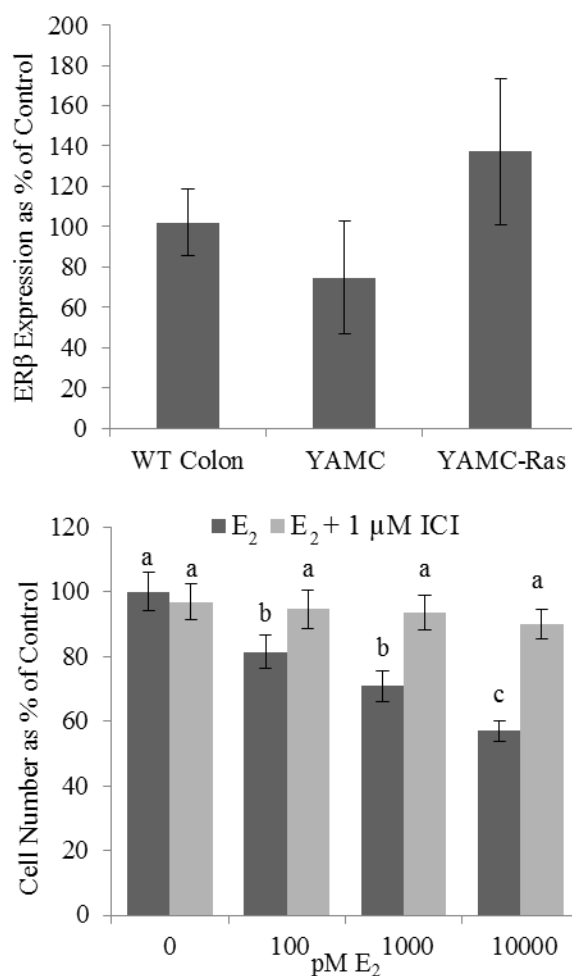 ERβ Expression as % of Control
200
180
160
140
120
100
80
60
40
20
0
WT Colon YAMC YAMC-Ras
Cell Number as % of Control
120
100
80
60
40
20
0
E₂ E₂ + 1 µM ICI
a a b a b a c a
0 100 1000 10000
pM E₂